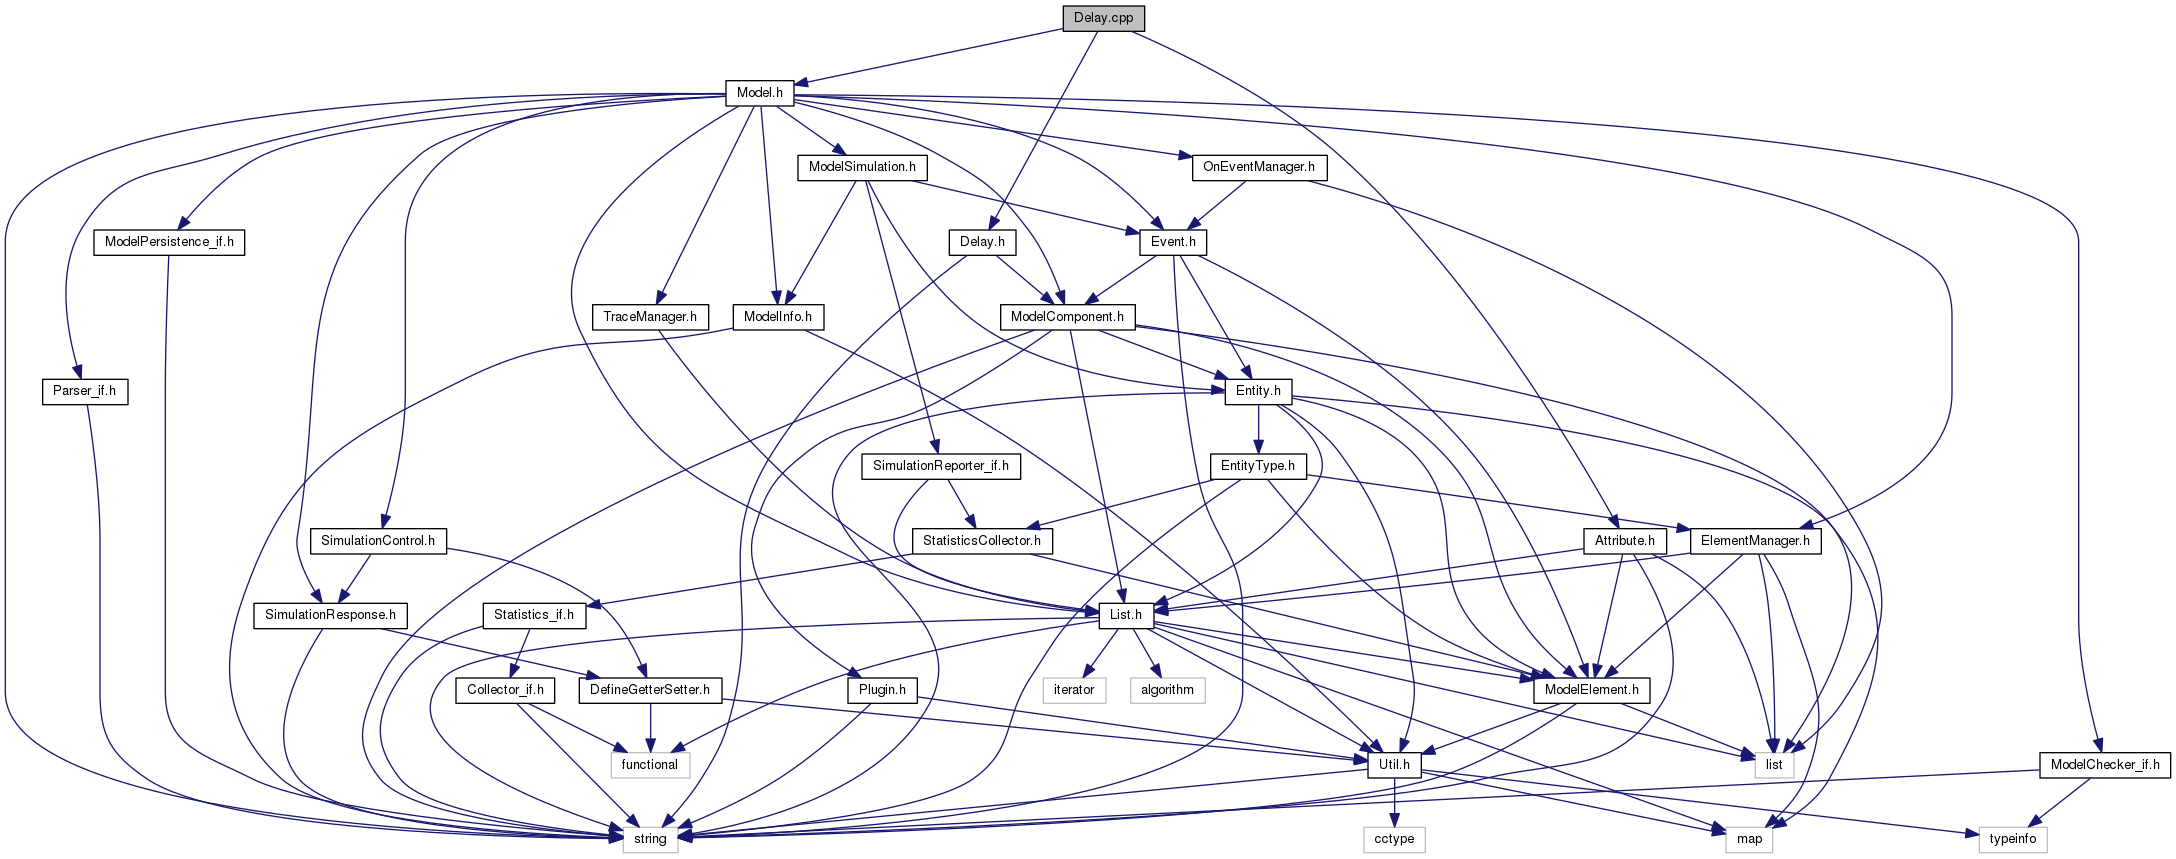 Delay.cpp
Model.h
ModelSimulation.h
OnEventManager.h
ModelPersistence_if.h
Delay.h
Event.h
TraceManager.h
ModelInfo.h
ModelComponent.h
Parser_if.h
Entity.h
SimulationReporter_if.h
EntityType.h
SimulationControl.h
StatisticsCollector.h
Attribute.h
ElementManager.h
SimulationResponse.h
Statistics_if.h
List.h
Collector_if.h
DefineGetterSetter.h
Plugin.h
iterator
algorithm
ModelElement.h
functional
Util.h
list
ModelChecker_if.h
string
cctype
map
typeinfo